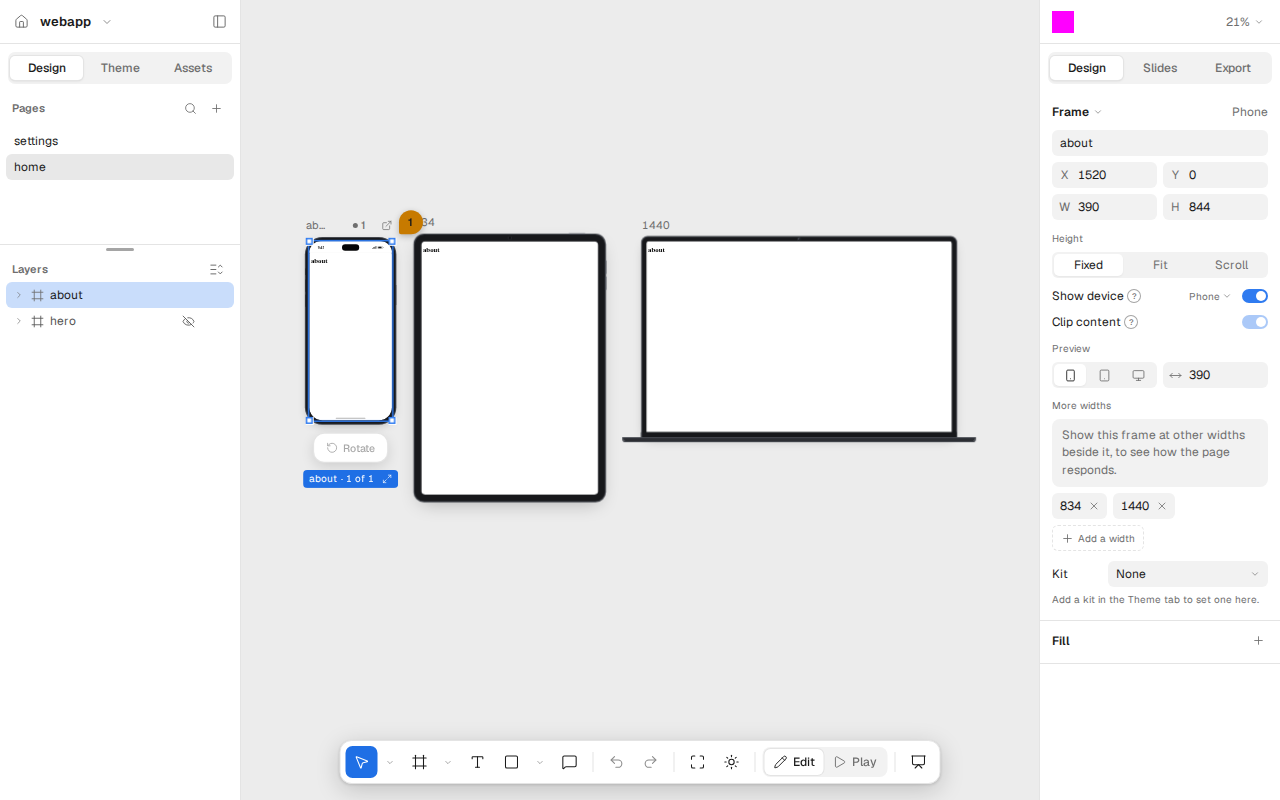 webapp
Design
Theme
Assets
Pages
settings
home
Layers
about
hero
ab…
1
1
34
1440
about
about
about
Rotate
about · 1 of 1
Edit
Play
21%
Design
Slides
Export
Frame
Phone
about
X 1520
Y 0
W 390
H 844
Height
Fixed
Fit
Scroll
Show device ?
Phone
Clip content ?
Preview
390
More widths
Show this frame at other widths
beside it, to see how the page
responds.
834
1440
Add a width
Kit
None
Add a kit in the Theme tab to set one here.
Fill